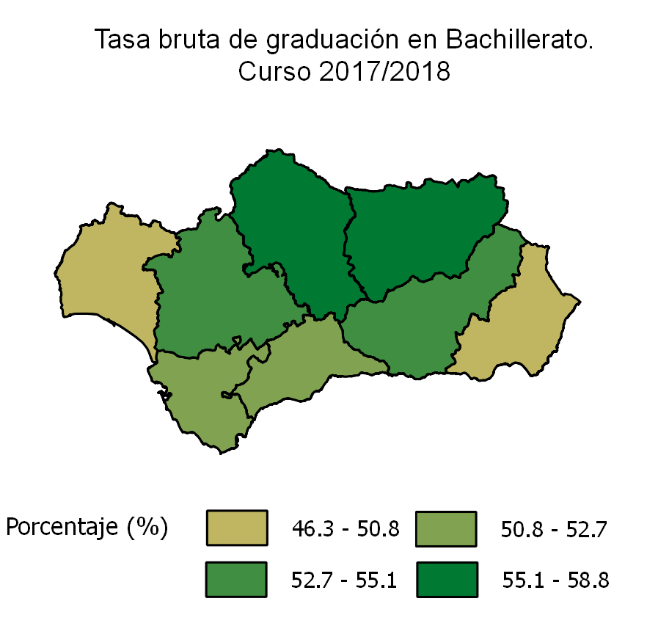 Tasa bruta de graduación en Bachillerato.
Curso 2017/2018
Porcentaje (%)
46.3 - 50.8
50.8 - 52.7
52.7 - 55.1
55.1 - 58.8